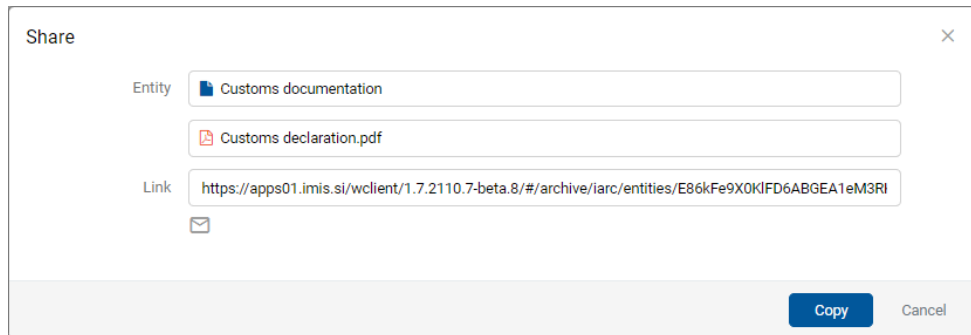 Share
Entity
Customs documentation
Customs declaration.pdf
Link
https://apps01.imis.si/wclient/1.7.2110.7-beta.8/#/archive/iarc/entities/E86kFe9X0KlFD6ABGEA1eM3R
Copy
Cancel